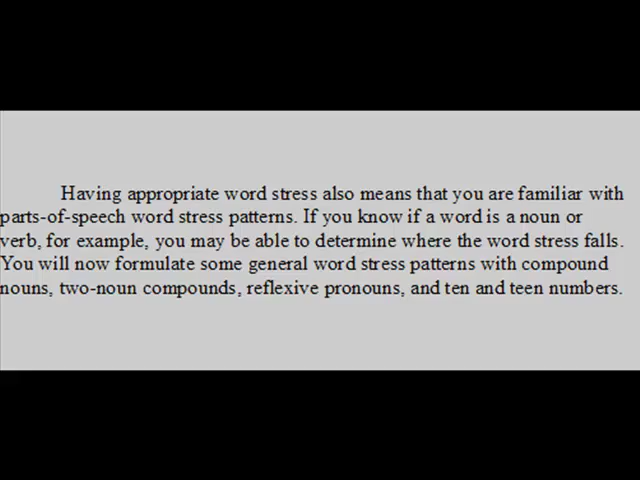 Having appropriate word stress also means that you are familiar with
parts-of-speech word stress patterns. If you know if a word is a noun or
verb, for example, you may be able to determine where the word stress falls.
You will now formulate some general word stress patterns with compound
nouns, two-noun compounds, reflexive pronouns, and ten and teen numbers.